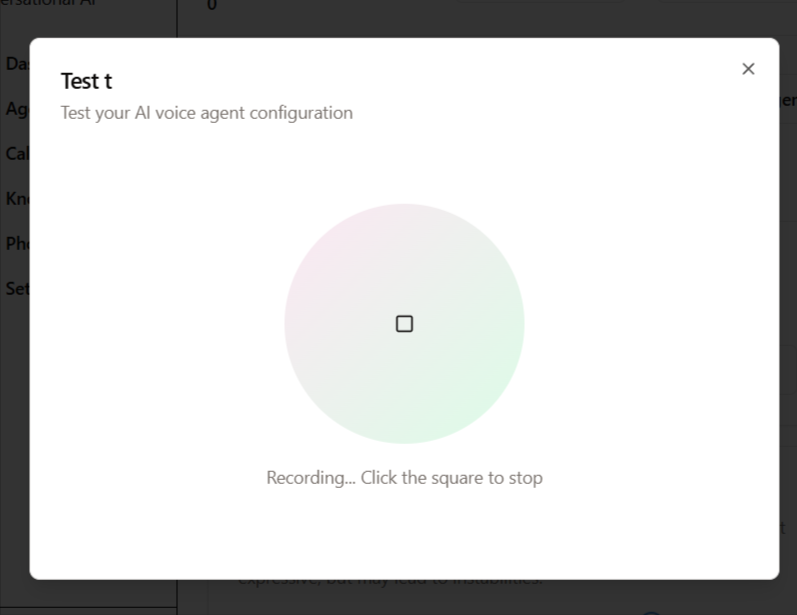 ersational AI
0
Da
Test t
Test your AI voice agent configuration
Ag
Cal
Kn
Pho
Set
Recording... Click the square to stop
expressive, but may lead to instabilities.